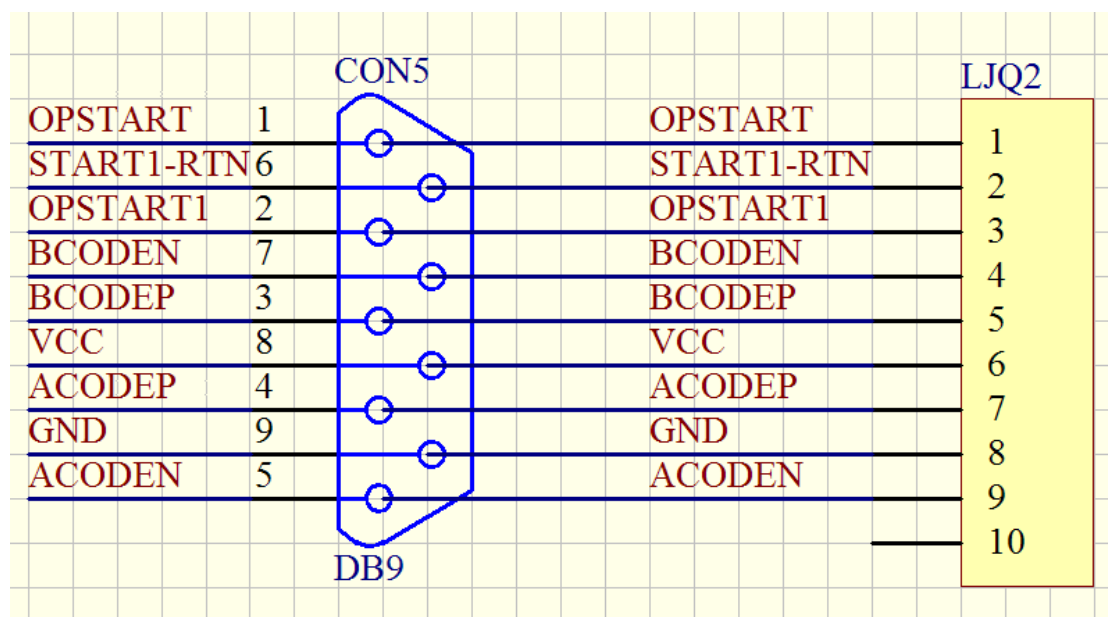 CON5
LJQ2
OPSTART 1 OPSTART 1
START1-RTN 6 START1-RTN 2
OPSTART1 2 OPSTART1 3
BCODEN 7 BCODEN 4
BCODEP 3 BCODEP 5
VCC 8 VCC 6
ACODEP 4 ACODEP 7
GND 9 GND 8
ACODEN 5 ACODEN 9
10
DB9